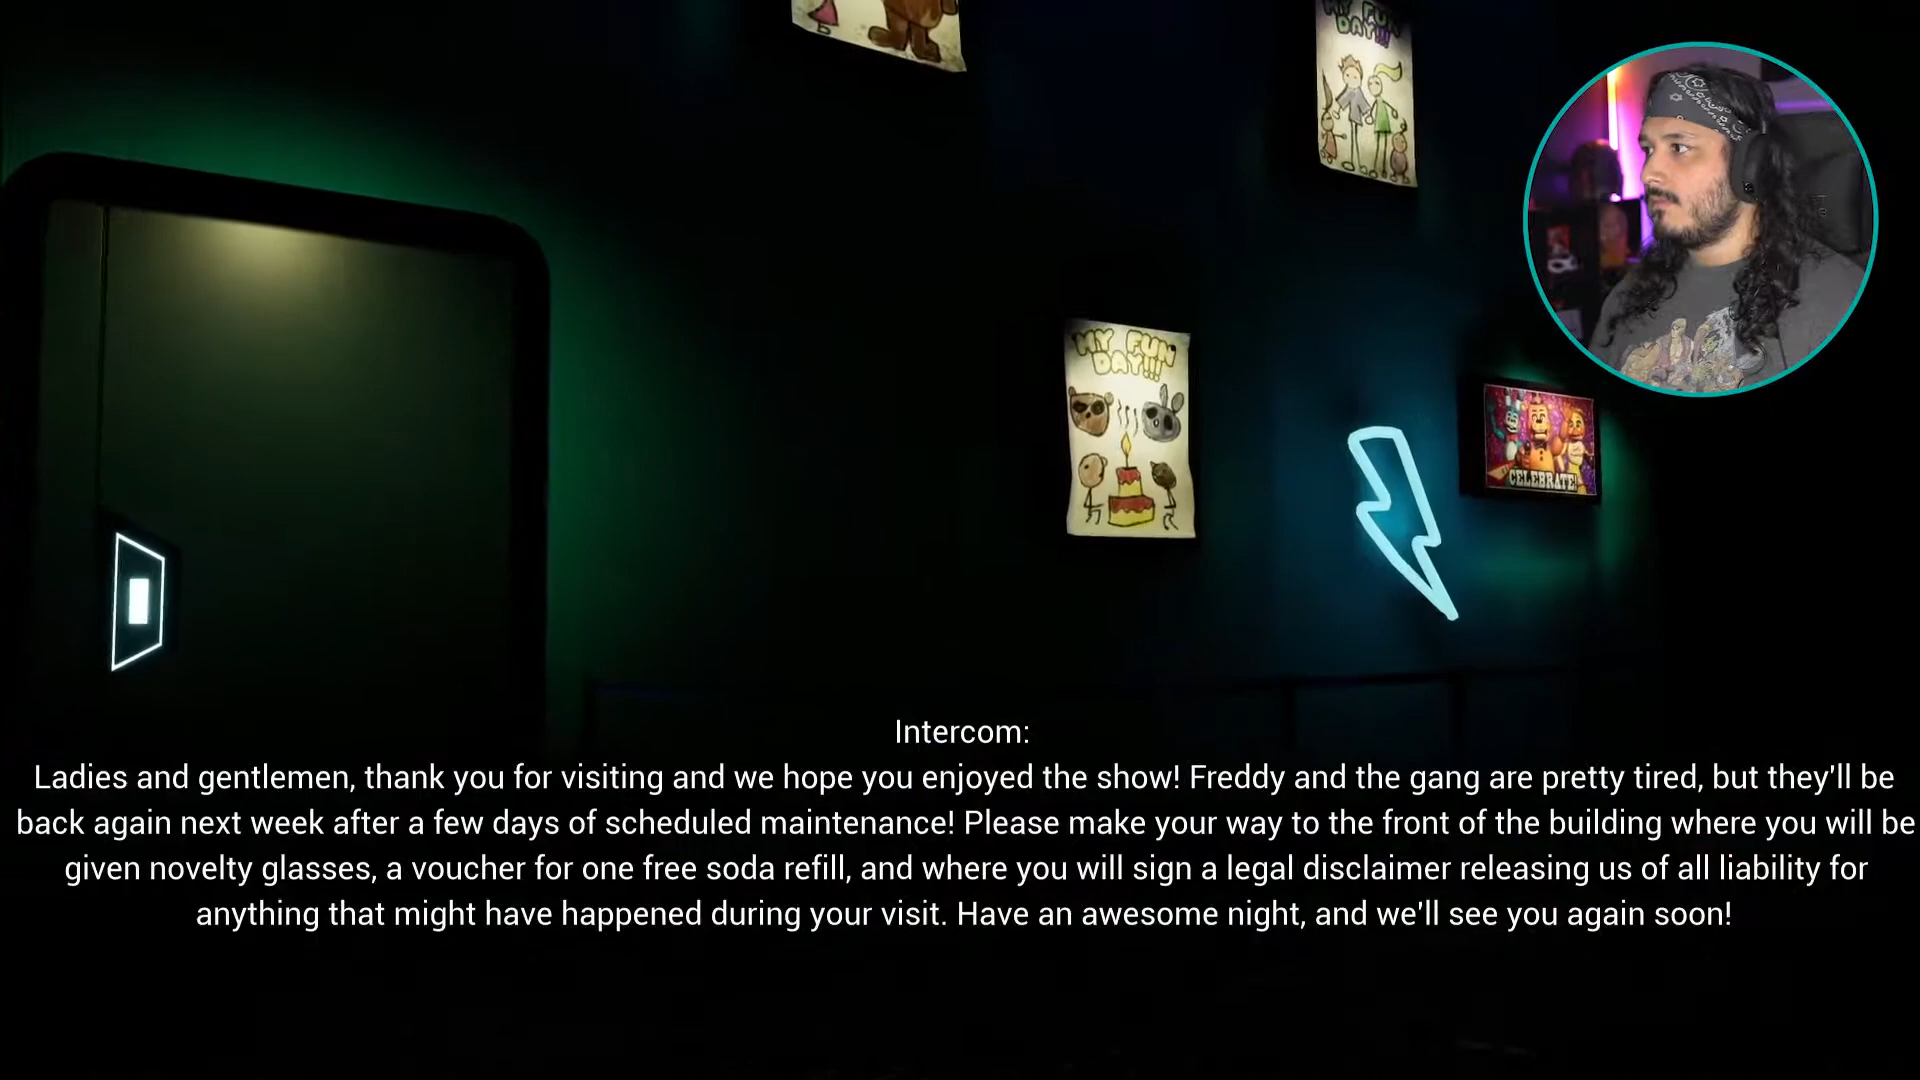 MY FUN
DAY!!!
MY FUN
DAY!!!
CELEBRATE!
Intercom:
Ladies and gentlemen, thank you for visiting and we hope you enjoyed the show! Freddy and the gang are pretty tired, but they'll be
back again next week after a few days of scheduled maintenance! Please make your way to the front of the building where you will be
given novelty glasses, a voucher for one free soda refill, and where you will sign a legal disclaimer releasing us of all liability for
anything that might have happened during your visit. Have an awesome night, and we'll see you again soon!